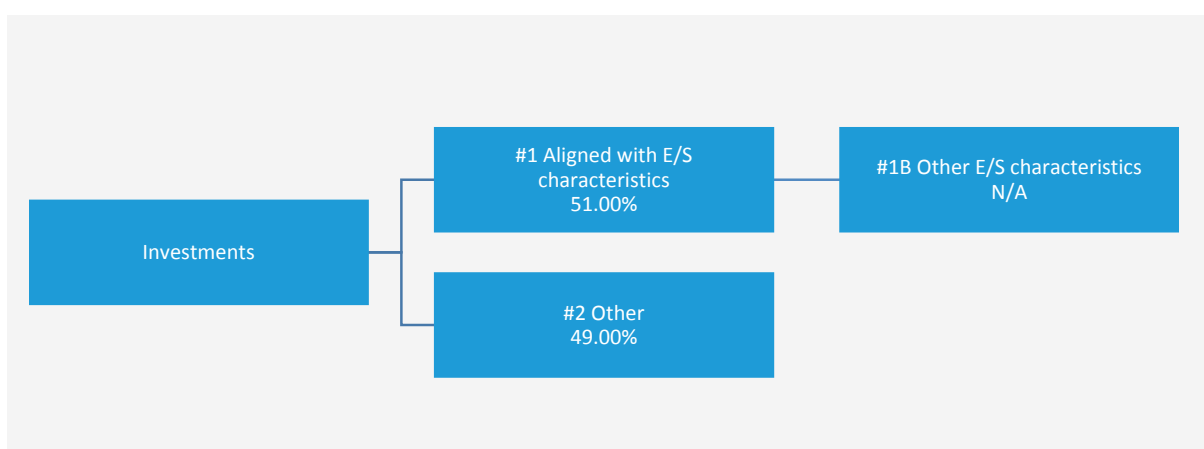 Investments
#1 Aligned with E/S
characteristics
51.00%
#2 Other
49.00%
#1B Other E/S characteristics
N/A